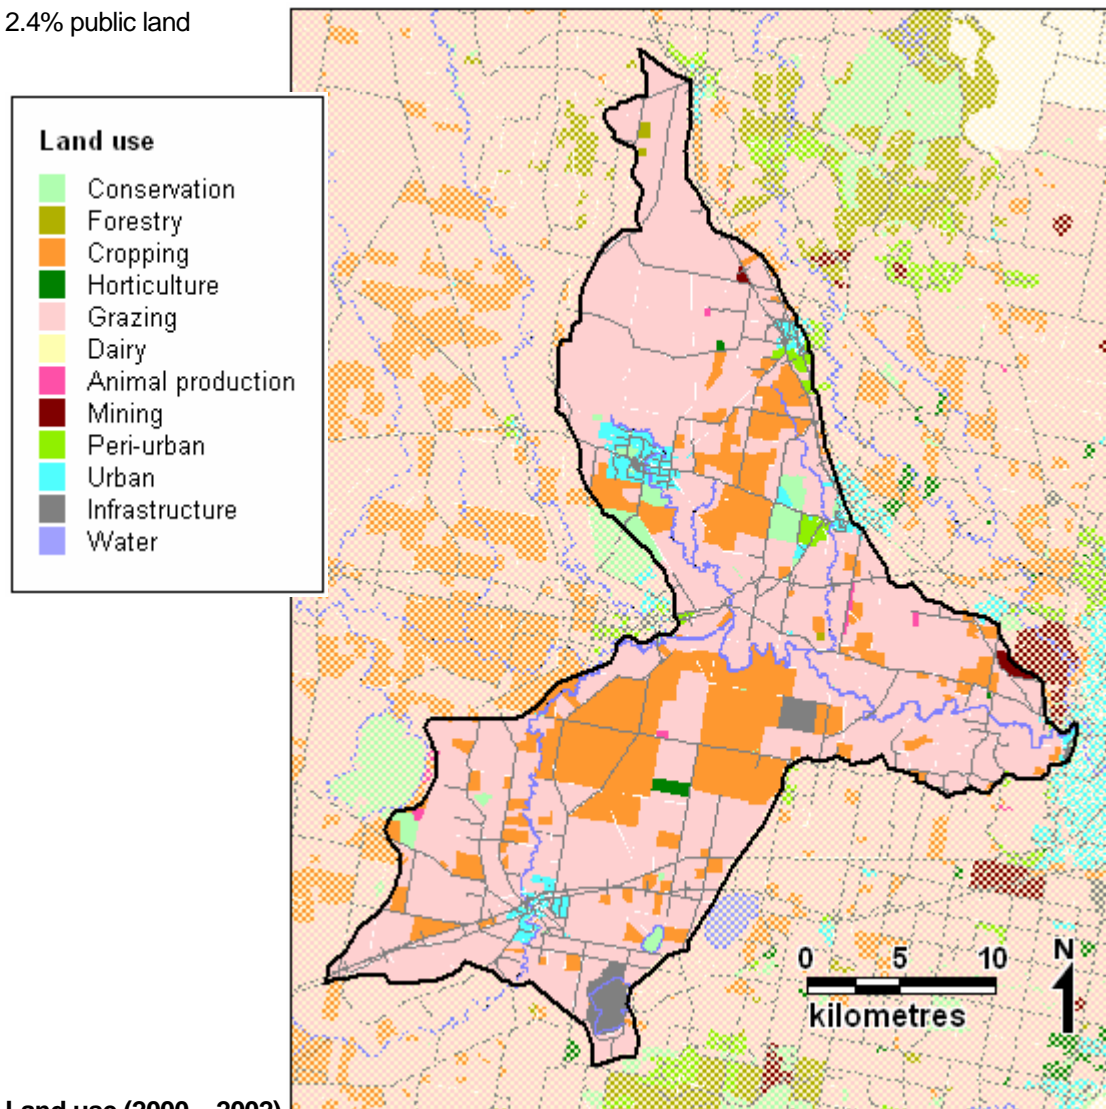 2.4% public land
Land use
Conservation
Forestry
Cropping
Horticulture
Grazing
Dairy
Animal production
Mining
Peri-urban
Urban
Infrastructure
Water
0 5 10
kilometres
N
Land use (2000 – 2002)